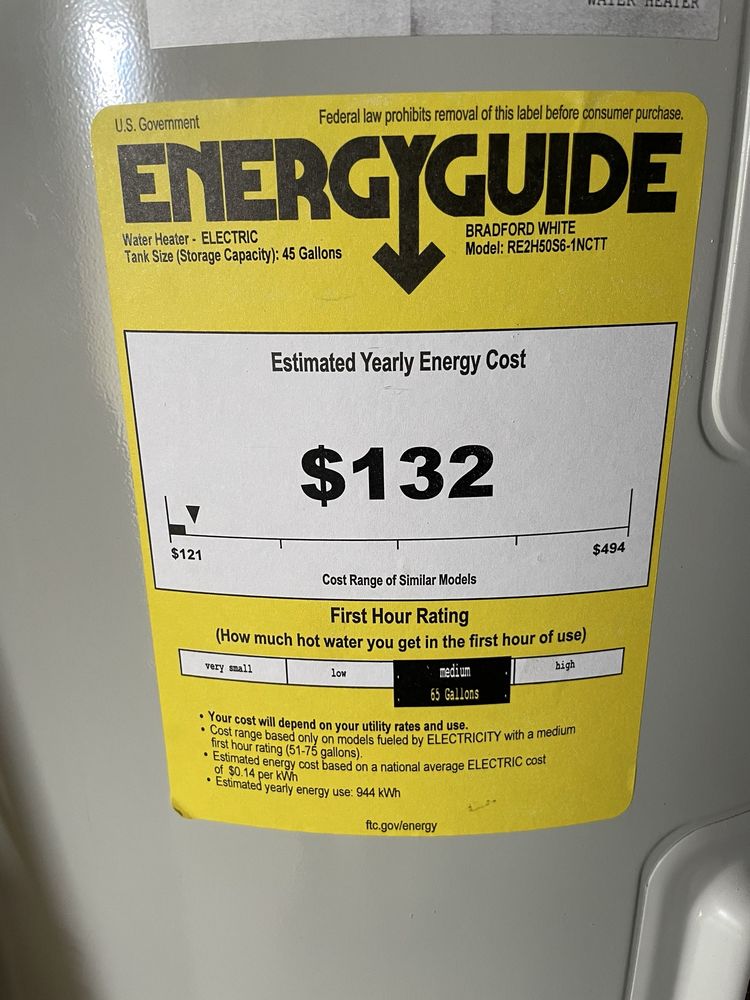 WATER HEATER
U.S. Government
Federal law prohibits removal of this label before consumer purchase.
ENERGYGUIDE
Water Heater - ELECTRIC
Tank Size (Storage Capacity): 45 Gallons
BRADFORD WHITE
Model: RE2H50S6-1NCTT
Estimated Yearly Energy Cost
$132
$121
$494
Cost Range of Similar Models
First Hour Rating
(How much hot water you get in the first hour of use)
very small
low
medium
65 Gallons
high
• Your cost will depend on your utility rates and use.
• Cost range based only on models fueled by ELECTRICITY with a medium
first hour rating (51-75 gallons).
• Estimated energy cost based on a national average ELECTRIC cost
of $0.14 per kWh
• Estimated yearly energy use: 944 kWh
ftc.gov/energy